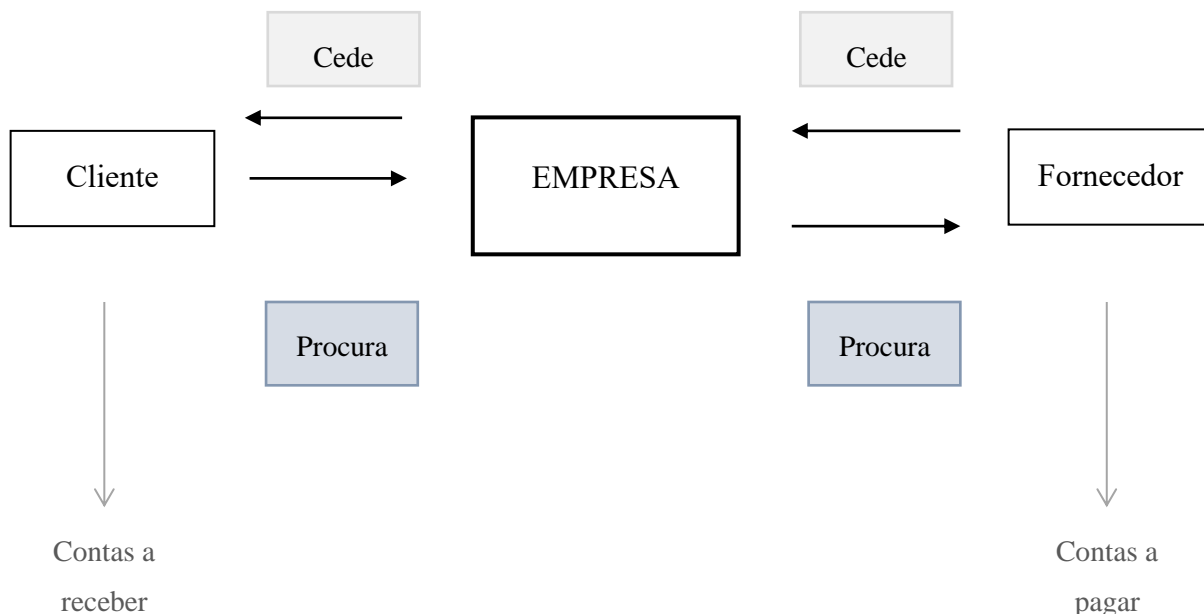 Cede
Cede
Cliente
EMPRESA
Fornecedor
Procura
Procura
Contas a
receber
Contas a
pagar